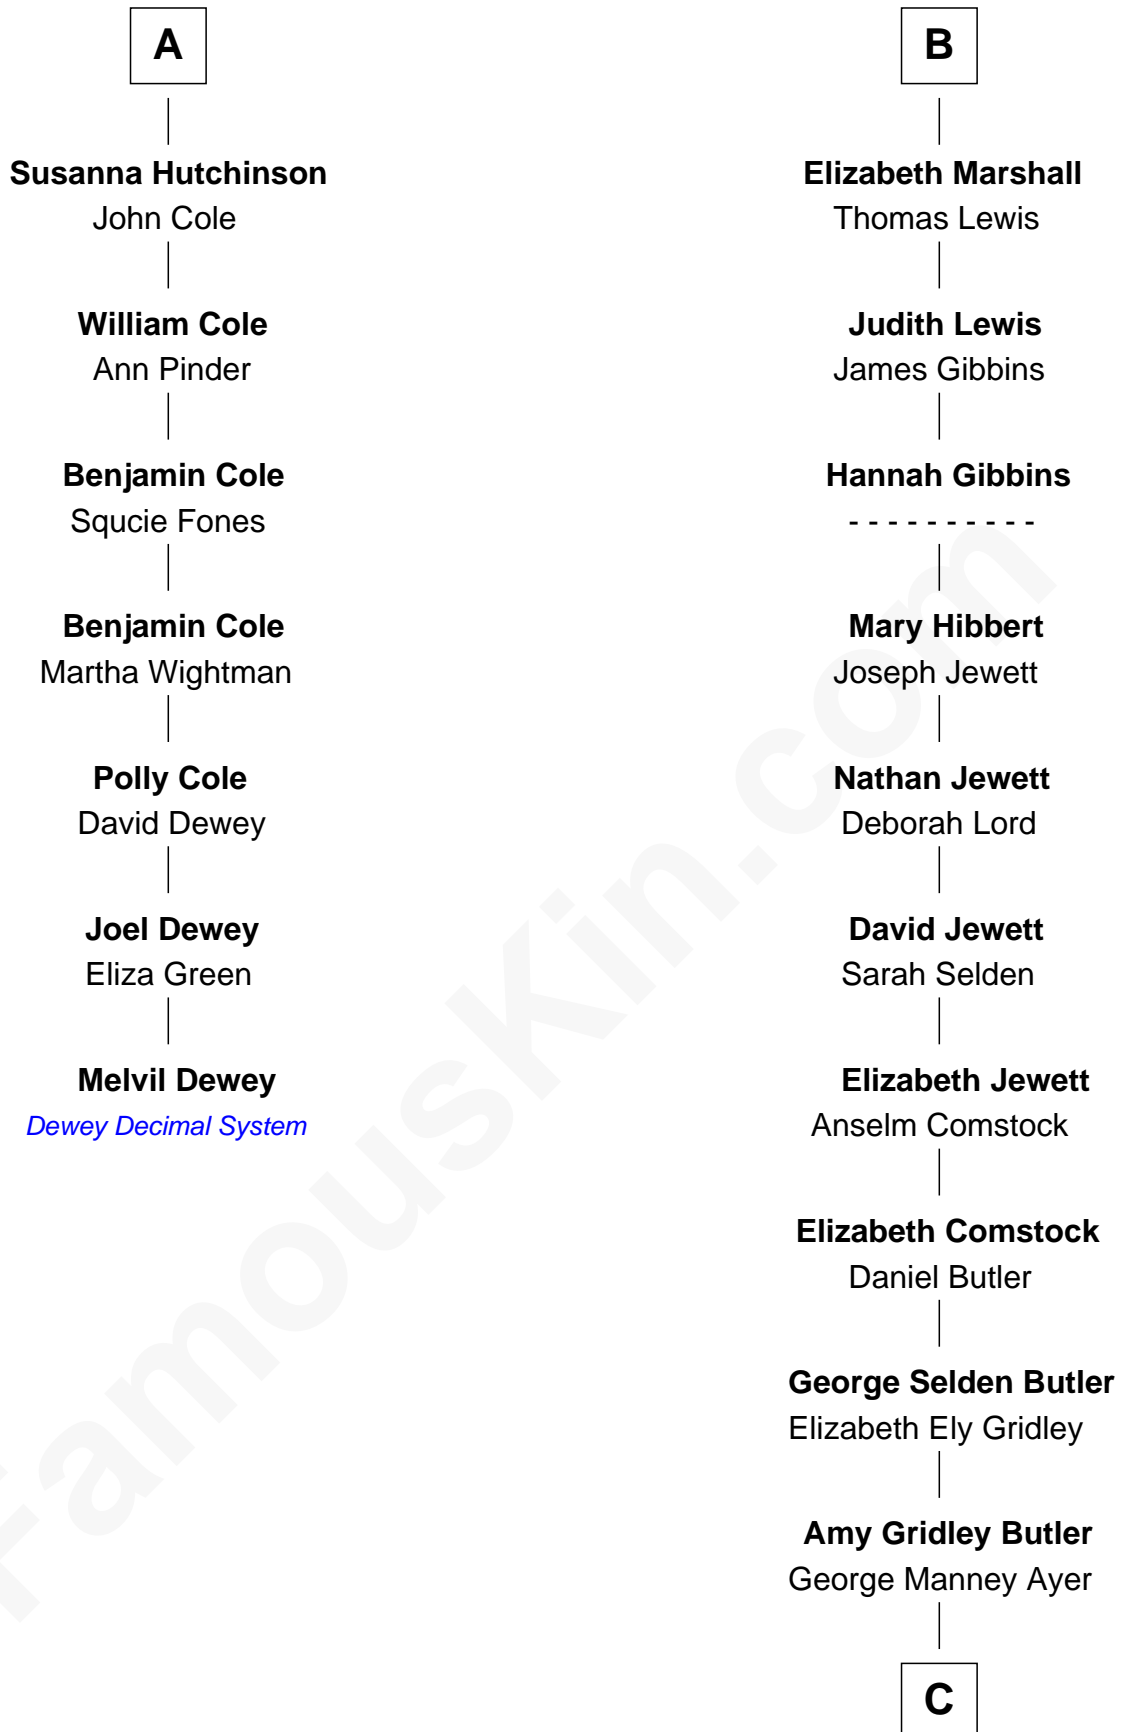 A
Susanna Hutchinson
John Cole
William Cole
Ann Pinder
Benjamin Cole
Squcie Fones
Benjamin Cole
Martha Wightman
Polly Cole
David Dewey
Joel Dewey
Eliza Green
Melvil Dewey
Dewey Decimal System
B
Elizabeth Marshall
Thomas Lewis
Judith Lewis
James Gibbins
Hannah Gibbins
- - - - - - - - - -
Mary Hibbert
Joseph Jewett
Nathan Jewett
Deborah Lord
David Jewett
Sarah Selden
Elizabeth Jewett
Anselm Comstock
Elizabeth Comstock
Daniel Butler
George Selden Butler
Elizabeth Ely Gridley
Amy Gridley Butler
George Manney Ayer
C
FamousKin.com